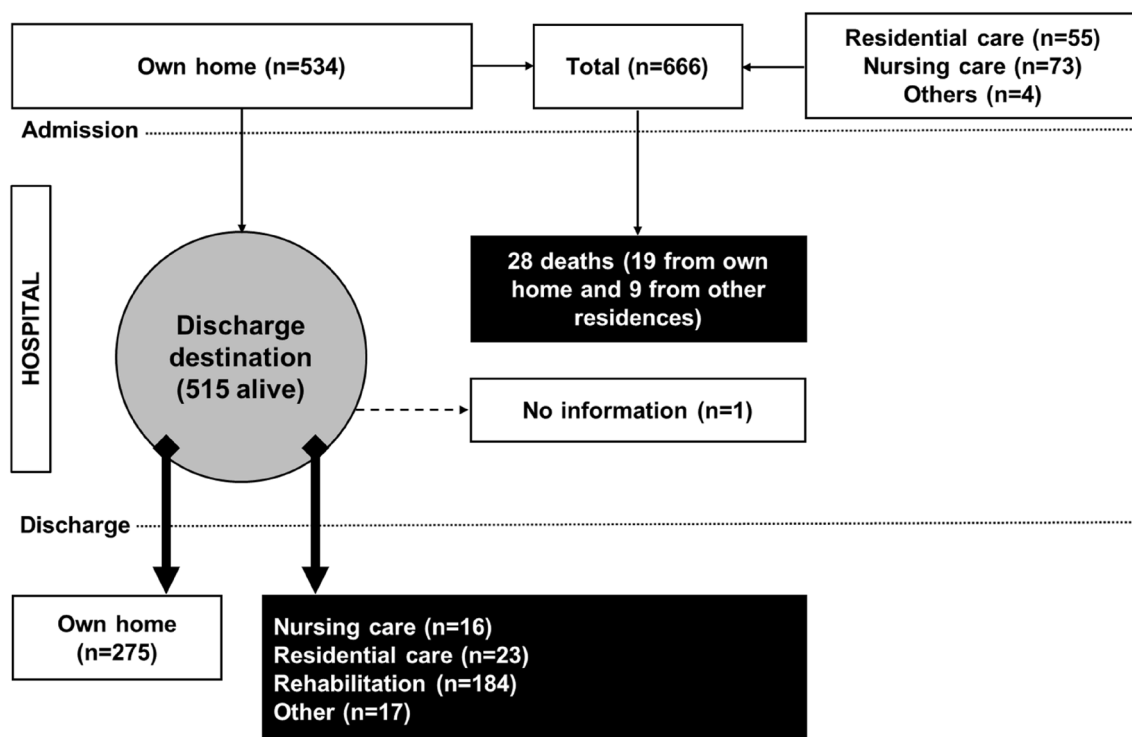 Own home (n=534)
Total (n=666)
Residential care (n=55)
Nursing care (n=73)
Others (n=4)
Admission
HOSPITAL
28 deaths (19 from own
home and 9 from other
residences)
Discharge
destination
(515 alive)
No information (n=1)
Discharge
Own home
(n=275)
Nursing care (n=16)
Residential care (n=23)
Rehabilitation (n=184)
Other (n=17)